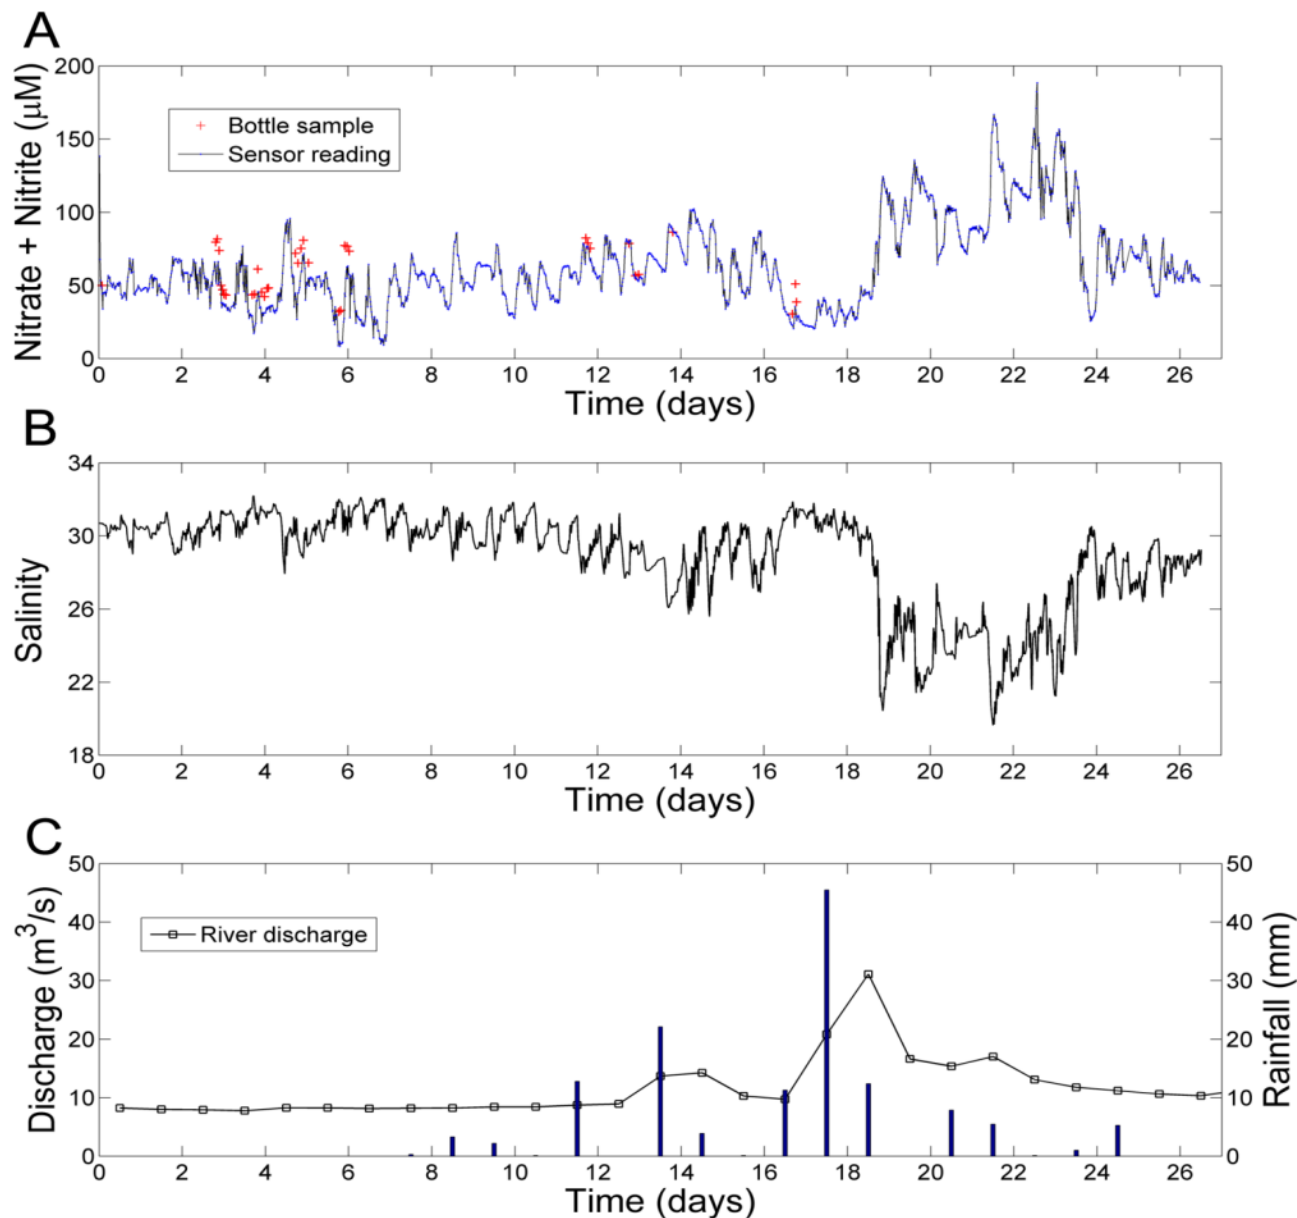 A
Nitrate + Nitrite (μM)
200
150
100
50
0
Bottle sample
Sensor reading
0 2 4 6 8 10 12 14 16 18 20 22 24 26
Time (days)
B
Salinity
34
30
26
22
18
0 2 4 6 8 10 12 14 16 18 20 22 24 26
Time (days)
C
Discharge (m³/s)
50 50
40 40
30 30
20 20
10 10
0 0
River discharge
Rainfall (mm)
0 2 4 6 8 10 12 14 16 18 20 22 24 26
Time (days)